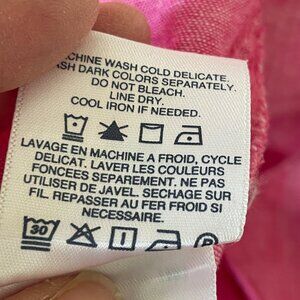 CHINE WASH COLD DELICATE.
SH DARK COLORS SEPARATELY.
DO NOT BLEACH.
LINE DRY.
COOL IRON IF NEEDED.
LAVAGE EN MACHINE A FROID, CYCLE
DELICAT. LAVER LES COULEURS
FONCEES SEPAREMENT. NE PAS
UTILISER DE JAVEL. SECHAGE SUR
FIL. REPASSER AU FER FROID SI
NECESSAIRE.
30 P